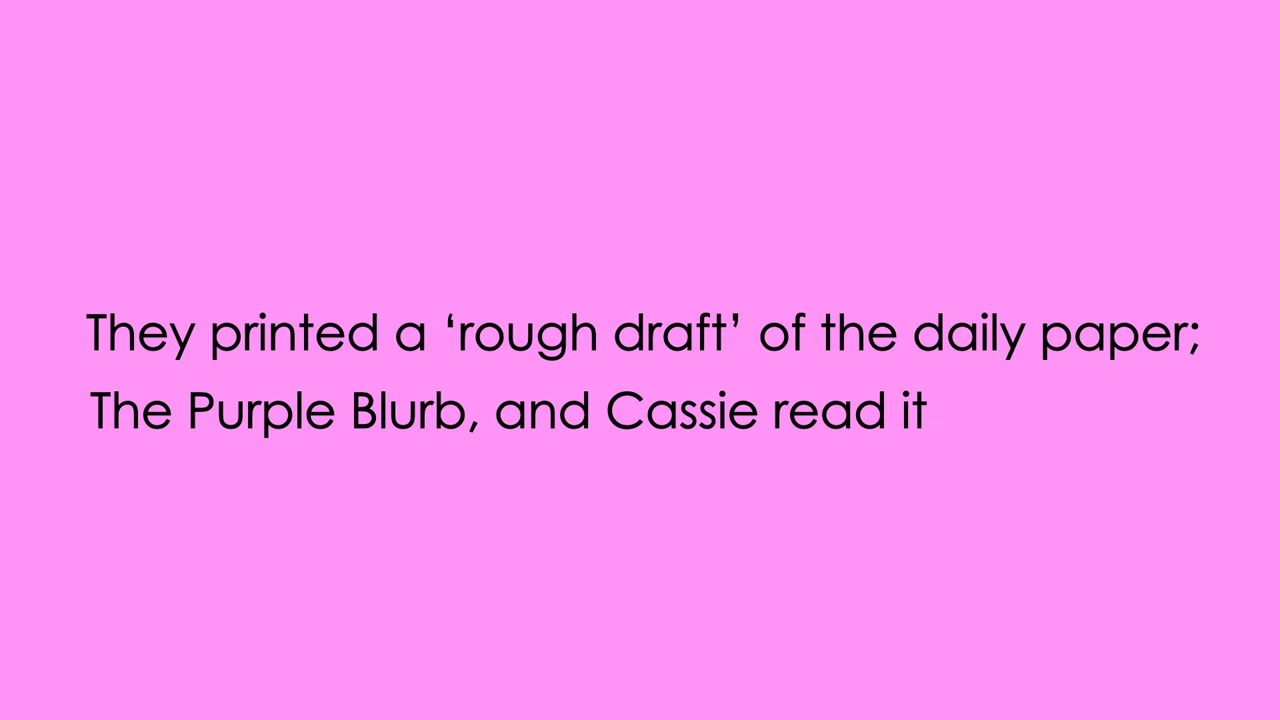 They printed a ‘rough draft’ of the daily paper;
The Purple Blurb, and Cassie read it